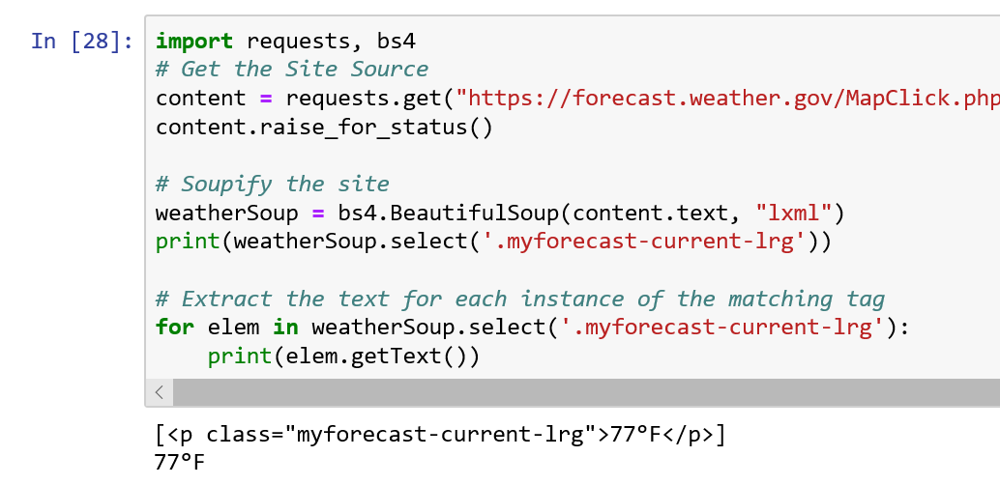 In [28]:
import requests, bs4
# Get the Site Source
content = requests.get("https://forecast.weather.gov/MapClick.php
content.raise_for_status()
# Soupify the site
weatherSoup = bs4.BeautifulSoup(content.text, "lxml")
print(weatherSoup.select('.myforecast-current-lrg'))
# Extract the text for each instance of the matching tag
for elem in weatherSoup.select('.myforecast-current-lrg'):
    print(elem.getText())
[<p class="myforecast-current-lrg">77°F</p>]
77°F